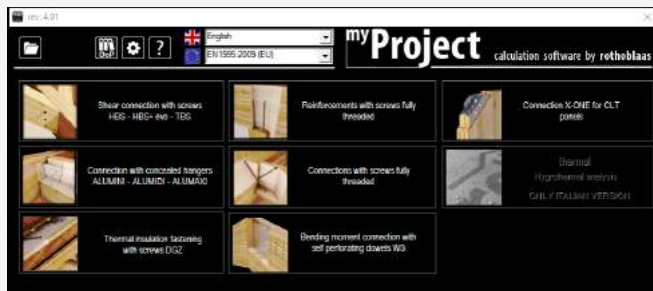 rev. 4.01
English
EN 1995:2009 (EU)
DoP
?
myProject
calculation software by rothoblaas
Shear connection with screws
HBS - HBS+ evo - TBS
Reinforcements with screws fully
threaded
Connection X-ONE for CLT
panels
Connection with concealed hangers
ALUMINI - ALUMIDI - ALUMAXI
Connections with screws fully
threaded
thermal
Hygrothermal analysis
ONLY ITALIAN VERSION
Thermal insulation fastening
with screws DGZ
Bending moment connection with
self perforating dowels WS